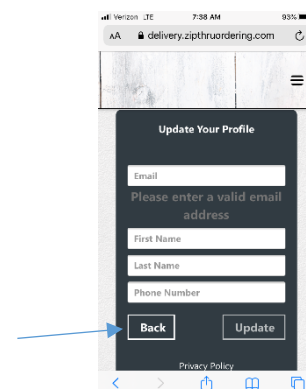 Verizon LTE 7:38 AM 93%
AA delivery.zipthruordering.com
Update Your Profile
Email
Please enter a valid email
address
First Name
Last Name
Phone Number
Back Update
Privacy Policy